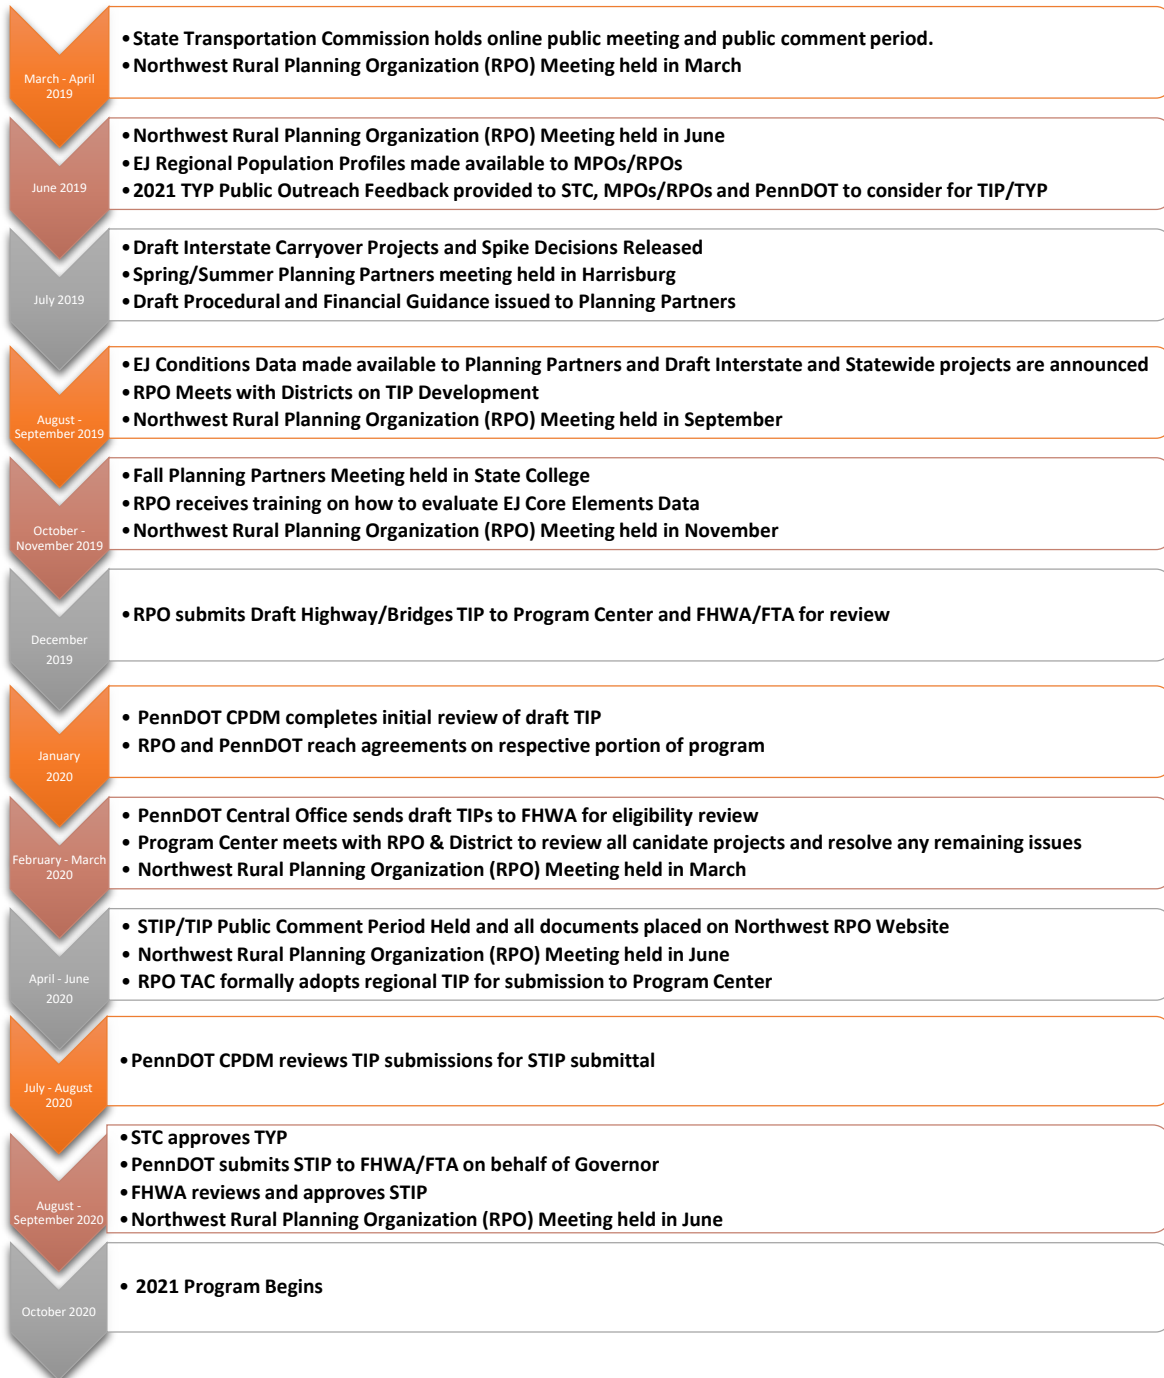 March - April
2019
•State Transportation Commission holds online public meeting and public comment period.
•Northwest Rural Planning Organization (RPO) Meeting held in March
June 2019
•Northwest Rural Planning Organization (RPO) Meeting held in June
•EJ Regional Population Profiles made available to MPOs/RPOs
•2021 TYP Public Outreach Feedback provided to STC, MPOs/RPOs and PennDOT to consider for TIP/TYP
July 2019
•Draft Interstate Carryover Projects and Spike Decisions Released
•Spring/Summer Planning Partners meeting held in Harrisburg
•Draft Procedural and Financial Guidance issued to Planning Partners
August -
September 2019
•EJ Conditions Data made available to Planning Partners and Draft Interstate and Statewide projects are announced
•RPO Meets with Districts on TIP Development
•Northwest Rural Planning Organization (RPO) Meeting held in September
October -
November 2019
•Fall Planning Partners Meeting held in State College
•RPO receives training on how to evaluate EJ Core Elements Data
•Northwest Rural Planning Organization (RPO) Meeting held in November
December
2019
•RPO submits Draft Highway/Bridges TIP to Program Center and FHWA/FTA for review
January
2020
• PennDOT CPDM completes initial review of draft TIP
• RPO and PennDOT reach agreements on respective portion of program
February - March
2020
• PennDOT Central Office sends draft TIPs to FHWA for eligibility review
• Program Center meets with RPO & District to review all canidate projects and resolve any remaining issues
• Northwest Rural Planning Organization (RPO) Meeting held in March
April - June
2020
• STIP/TIP Public Comment Period Held and all documents placed on Northwest RPO Website
• Northwest Rural Planning Organization (RPO) Meeting held in June
• RPO TAC formally adopts regional TIP for submission to Program Center
July - August
2020
•PennDOT CPDM reviews TIP submissions for STIP submittal
August -
September 2020
•STC approves TYP
•PennDOT submits STIP to FHWA/FTA on behalf of Governor
•FHWA reviews and approves STIP
•Northwest Rural Planning Organization (RPO) Meeting held in June
October 2020
• 2021 Program Begins